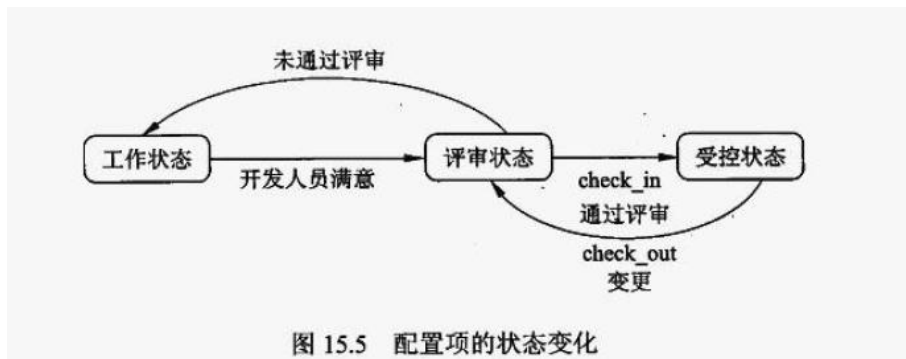 未通过评审
工作状态
评审状态
受控状态
开发人员满意
check_in
通过评审
check_out
变更
图 15.5 配置项的状态变化